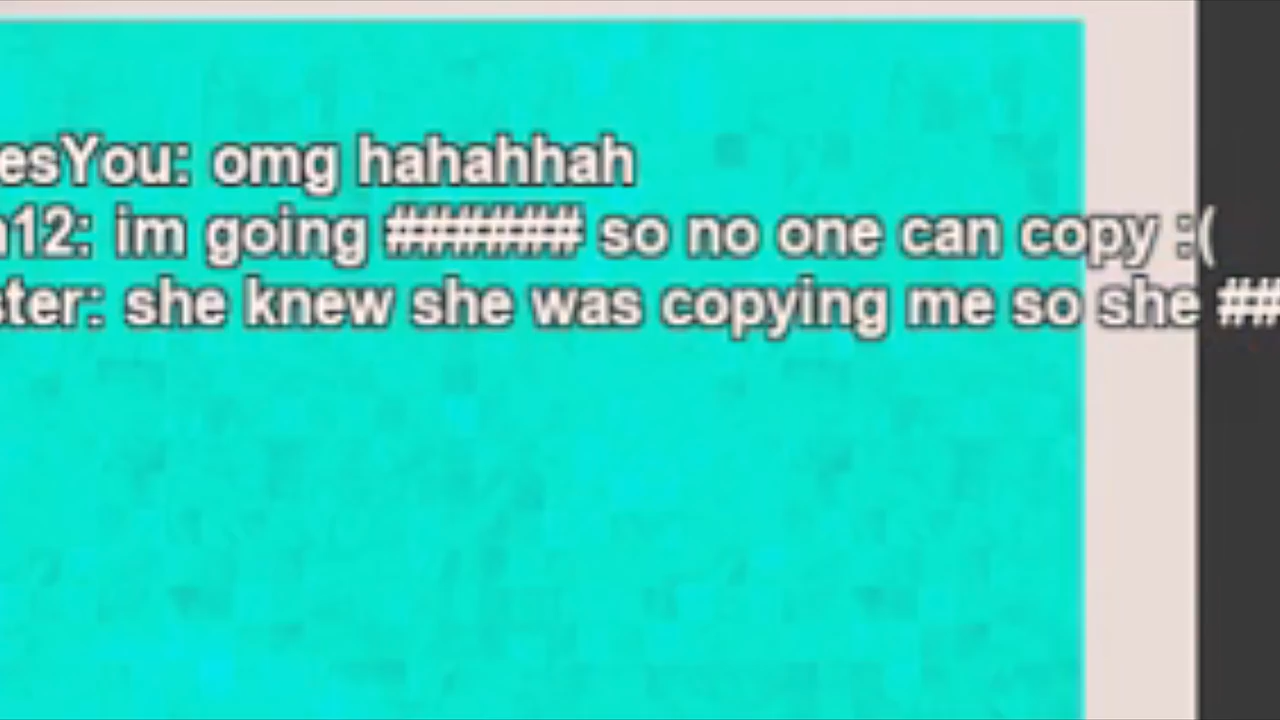 esYou: omg hahahhah
12: im going ###### so no one can copy :(
ster: she knew she was copying me so she ##